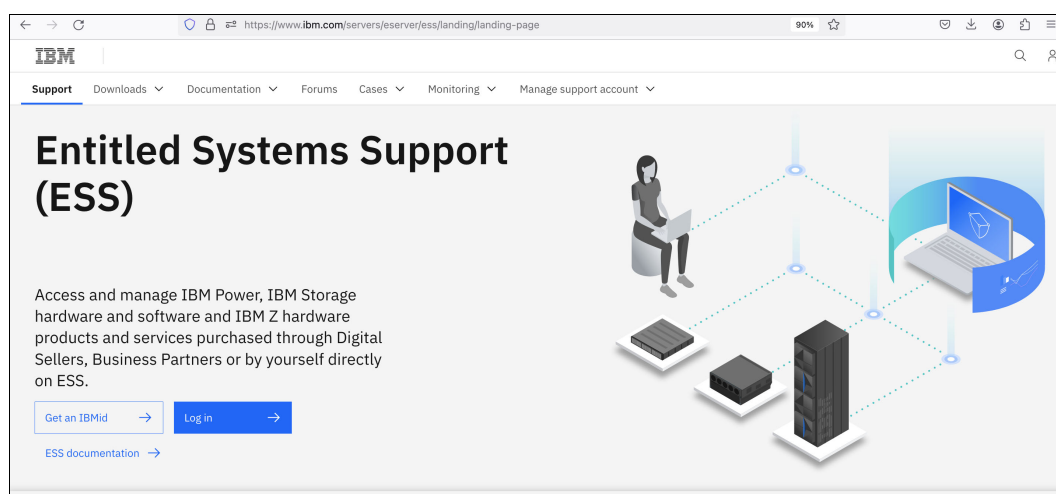 https://www.ibm.com/servers/eserver/ess/landing/landing-page 90%
IBM
Support Downloads Documentation Forums Cases Monitoring Manage support account
Entitled Systems Support
(ESS)
Access and manage IBM Power, IBM Storage
hardware and software and IBM Z hardware
products and services purchased through Digital
Sellers, Business Partners or by yourself directly
on ESS.
Get an IBMid → Log in →
ESS documentation →